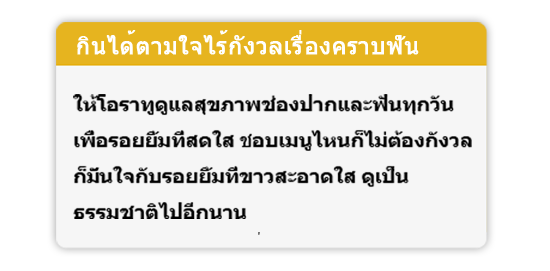 กินได้ตามใจไร้กังวลเรื่องคราบฟัน
ให้โอราทูดูแลสุขภาพช่องปากและฟันทุกวัน
เพื่อรอยยิ้มที่สดใส ชอบเมนูไหนก็ไม่ต้องกังวล
ก็มั่นใจกับรอยยิ้มที่ขาวสะอาดใส ดูเป็น
ธรรมชาติไปอีกนาน